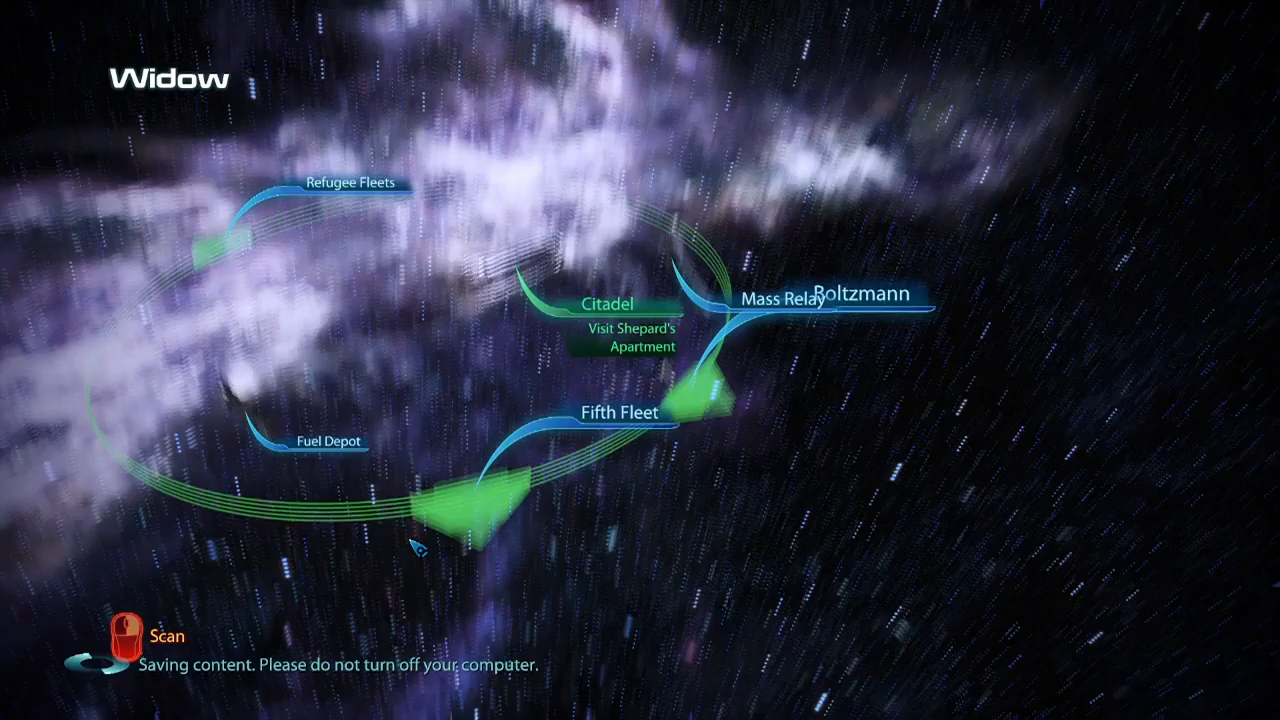 Widow
Refugee Fleets
Citadel
Visit Shepard's
Apartment
Mass Relay
Boltzmann
Fifth Fleet
Fuel Depot
Scan
Saving content. Please do not turn off your computer.